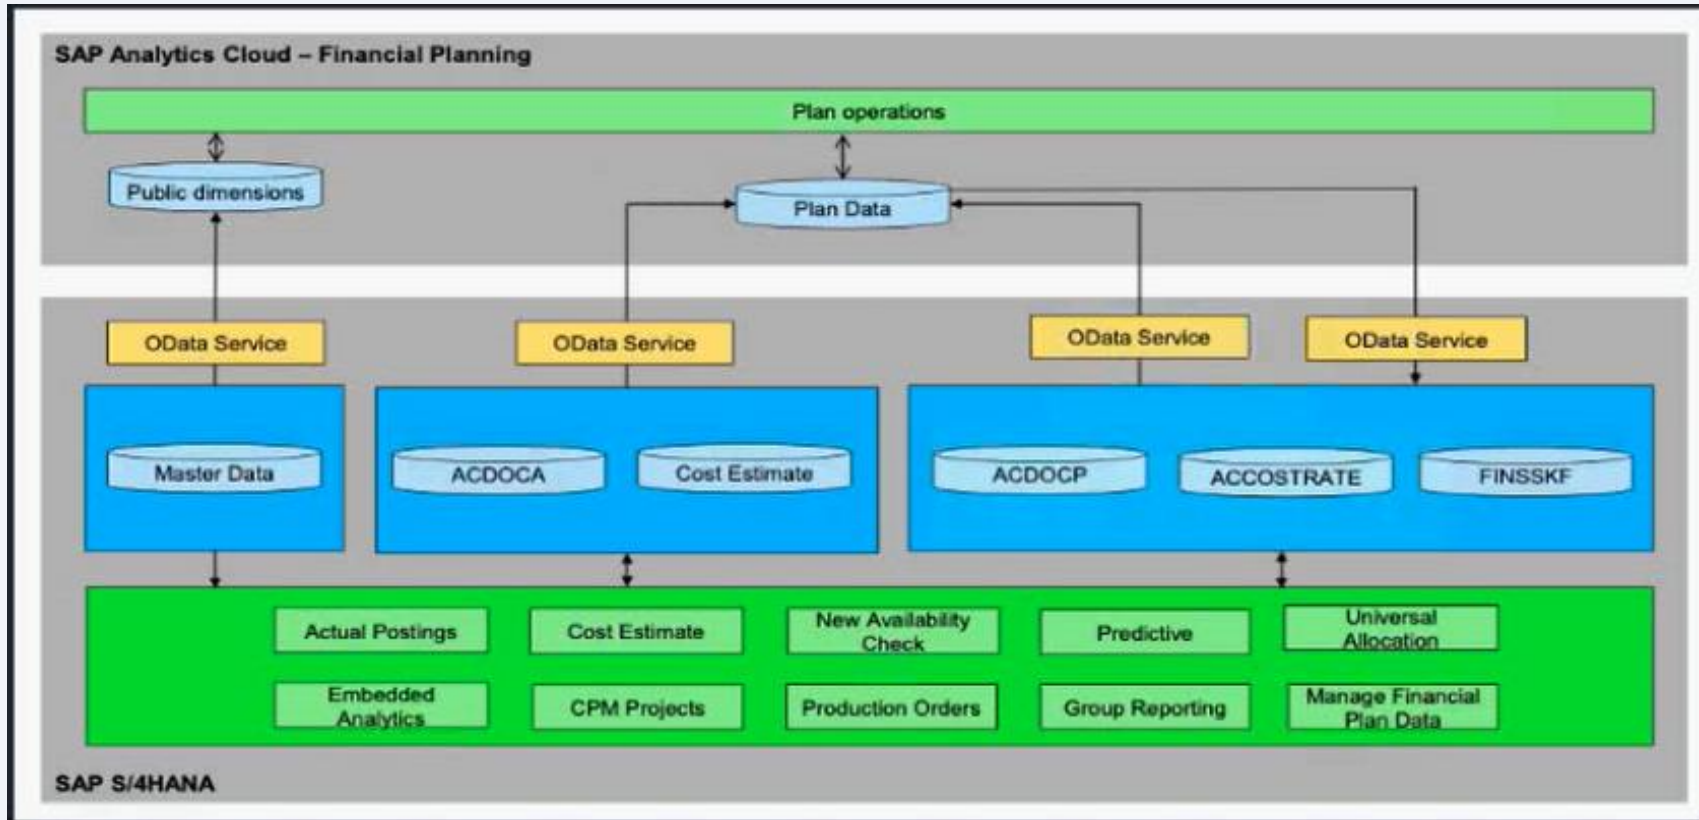 SAP Analytics Cloud – Financial Planning
Plan operations
Public dimensions
Plan Data
OData Service
OData Service
OData Service
OData Service
Master Data
ACDOCA
Cost Estimate
ACDOCP
ACCOSTRATE
FINSSKF
Actual Postings
Cost Estimate
New Availability
Check
Predictive
Universal
Allocation
Embedded
Analytics
CPM Projects
Production Orders
Group Reporting
Manage Financial
Plan Data
SAP S/4HANA